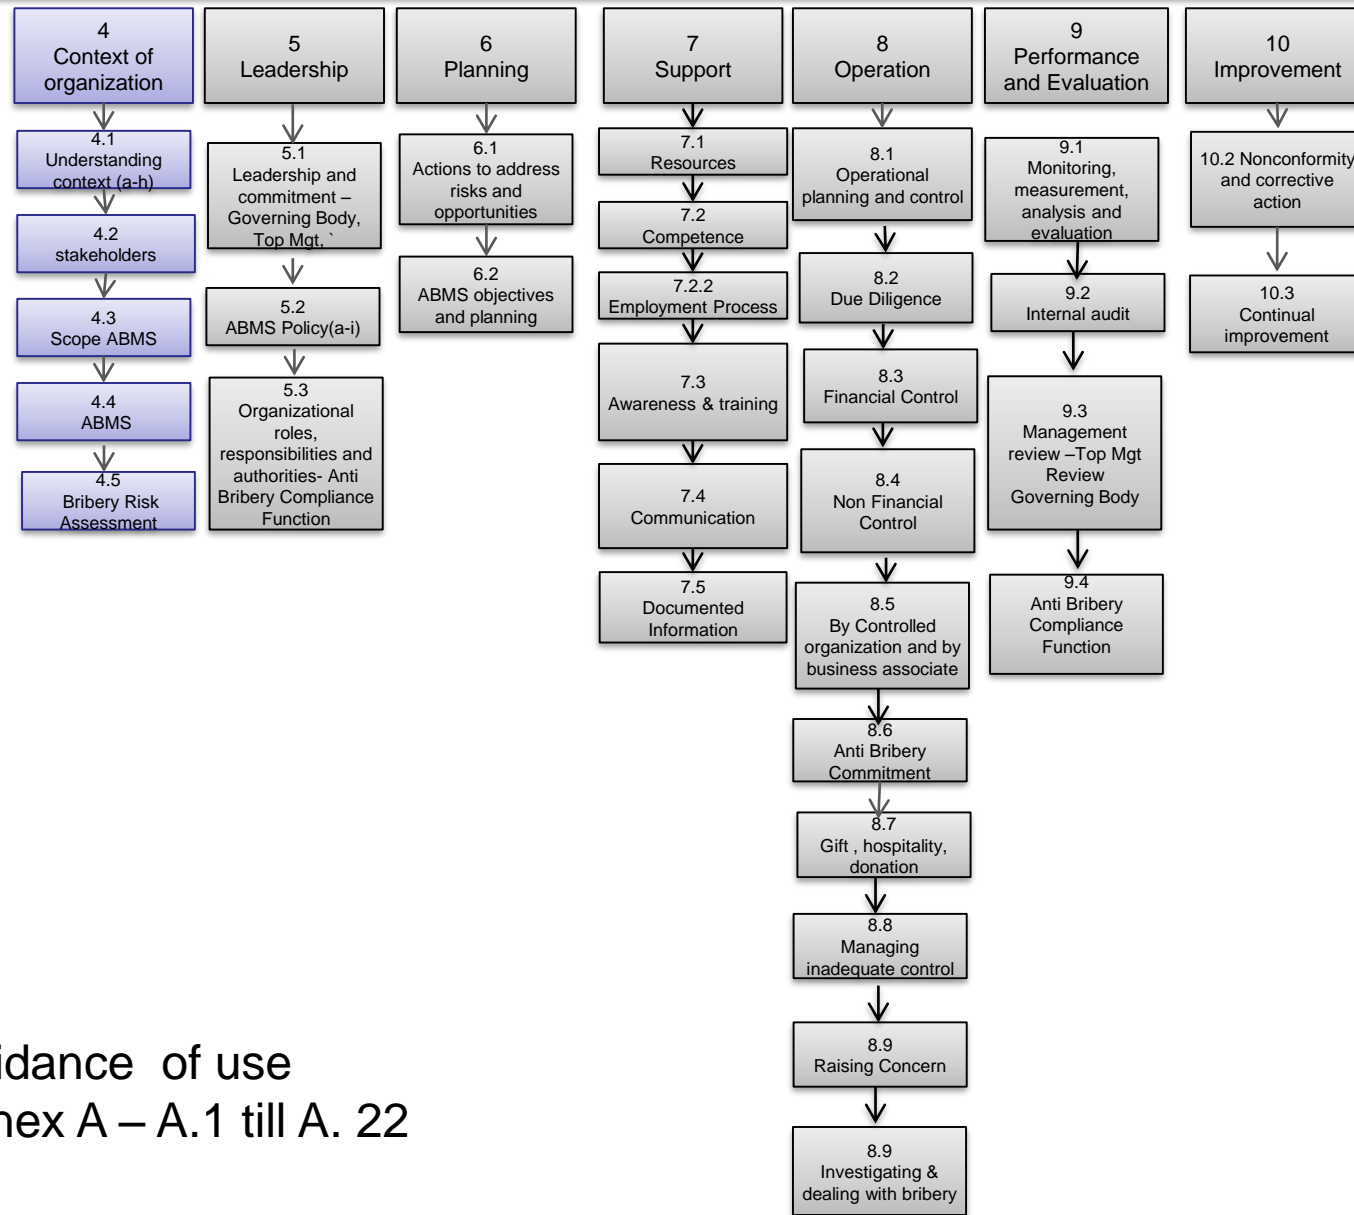 4
Context of
organization
4.1
Understanding
context (a-h)
4.2
stakeholders
4.3
Scope ABMS
4.4
ABMS
4.5
Bribery Risk
Assessment
5
Leadership
5.1
Leadership and
commitment –
Governing Body,
Top Mgt, `
5.2
ABMS Policy(a-i)
5.3
Organizational
roles,
responsibilities and
authorities- Anti
Bribery Compliance
Function
6
Planning
6.1
Actions to address
risks and
opportunities
6.2
ABMS objectives
and planning
7
Support
7.1
Resources
7.2
Competence
7.2.2
Employment Process
7.3
Awareness & training
7.4
Communication
7.5
Documented
Information
8
Operation
8.1
Operational
planning and control
8.2
Due Diligence
8.3
Financial Control
8.4
Non Financial
Control
8.5
By Controlled
organization and by
business associate
8.6
Anti Bribery
Commitment
8.7
Gift , hospitality,
donation
8.8
Managing
inadequate control
8.9
Raising Concern
8.9
Investigating &
dealing with bribery
9
Performance
and Evaluation
9.1
Monitoring,
measurement,
analysis and
evaluation
9.2
Internal audit
9.3
Management
review –Top Mgt
Review
Governing Body
9.4
Anti Bribery
Compliance
Function
10
Improvement
10.2 Nonconformity
and corrective
action
10.3
Continual
improvement
idance of use
nex A – A.1 till A. 22